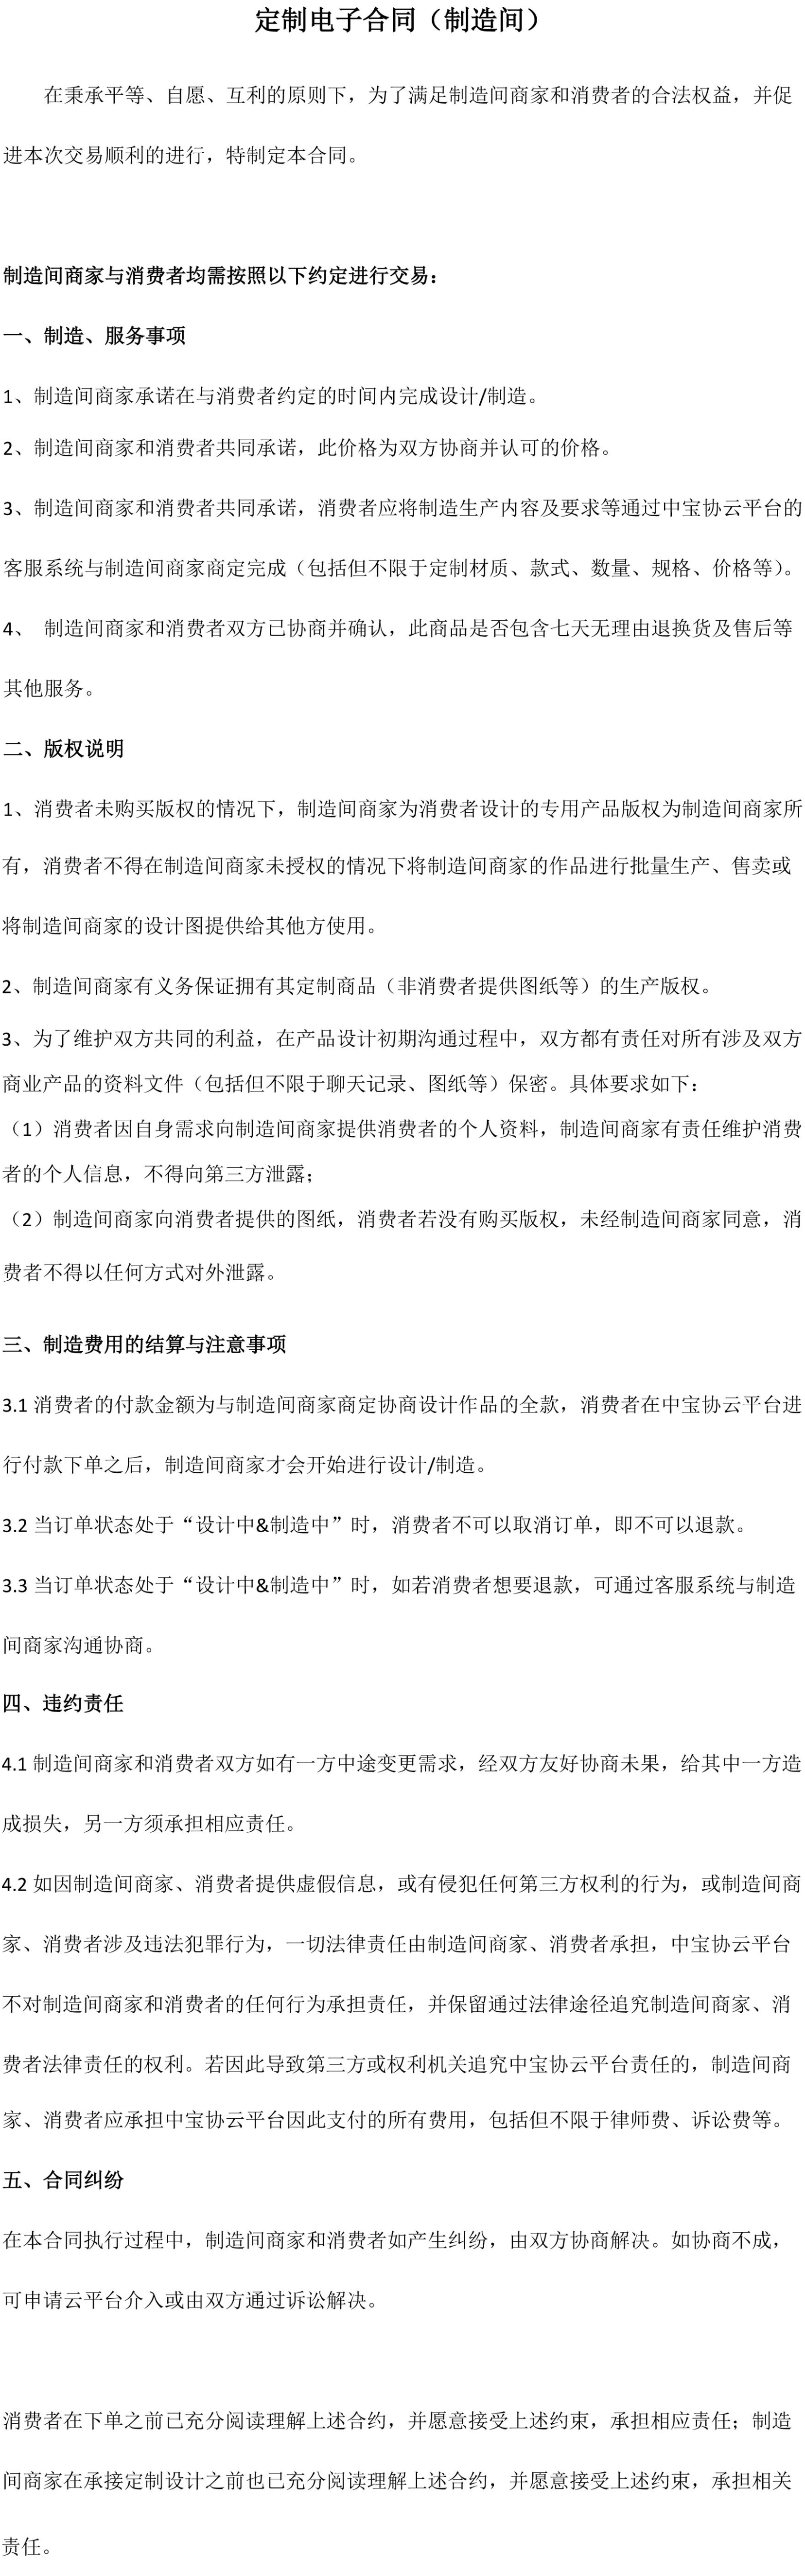 定制电子合同（制造间）
在秉承平等、自愿、互利的原则下，为了满足制造间商家和消费者的合法权益，并促
进本次交易顺利的进行，特制定本合同。
制造间商家与消费者均需按照以下约定进行交易：
一、制造、服务事项
1、制造间商家承诺在与消费者约定的时间内完成设计/制造。
2、制造间商家和消费者共同承诺，此价格为双方协商并认可的价格。
3、制造间商家和消费者共同承诺，消费者应将制造生产内容及要求等通过中宝协云平台的
客服系统与制造间商家商定完成（包括但不限于定制材质、款式、数量、规格、价格等）。
4、 制造间商家和消费者双方已协商并确认，此商品是否包含七天无理由退换货及售后等
其他服务。
二、版权说明
1、消费者未购买版权的情况下，制造间商家为消费者设计的专用产品版权为制造间商家所
有，消费者不得在制造间商家未授权的情况下将制造间商家的作品进行批量生产、售卖或
将制造间商家的设计图提供给其他方使用。
2、制造间商家有义务保证拥有其定制商品（非消费者提供图纸等）的生产版权。
3、为了维护双方共同的利益，在产品设计初期沟通过程中，双方都有责任对所有涉及双方
商业产品的资料文件（包括但不限于聊天记录、图纸等）保密。具体要求如下：
（1）消费者因自身需求向制造间商家提供消费者的个人资料，制造间商家有责任维护消费
者的个人信息，不得向第三方泄露；
（2）制造间商家向消费者提供的图纸，消费者若没有购买版权，未经制造间商家同意，消
费者不得以任何方式对外泄露。
三、制造费用的结算与注意事项
3.1 消费者的付款金额为与制造间商家商定协商设计作品的全款，消费者在中宝协云平台进
行付款下单之后，制造间商家才会开始进行设计/制造。
3.2 当订单状态处于“设计中&制造中”时，消费者不可以取消订单，即不可以退款。
3.3 当订单状态处于“设计中&制造中”时，如若消费者想要退款，可通过客服系统与制造
间商家沟通协商。
四、违约责任
4.1 制造间商家和消费者双方如有一方中途变更需求，经双方友好协商未果，给其中一方造
成损失，另一方须承担相应责任。
4.2 如因制造间商家、消费者提供虚假信息，或有侵犯任何第三方权利的行为，或制造间商
家、消费者涉及违法犯罪行为，一切法律责任由制造间商家、消费者承担，中宝协云平台
不对制造间商家和消费者的任何行为承担责任，并保留通过法律途径追究制造间商家、消
费者法律责任的权利。若因此导致第三方或权利机关追究中宝协云平台责任的，制造间商
家、消费者应承担中宝协云平台因此支付的所有费用，包括但不限于律师费、诉讼费等。
五、合同纠纷
在本合同执行过程中，制造间商家和消费者如产生纠纷，由双方协商解决。如协商不成，
可申请云平台介入或由双方通过诉讼解决。
消费者在下单之前已充分阅读理解上述合约，并愿意接受上述约束，承担相应责任；制造
间商家在承接定制设计之前也已充分阅读理解上述合约，并愿意接受上述约束，承担相关
责任。